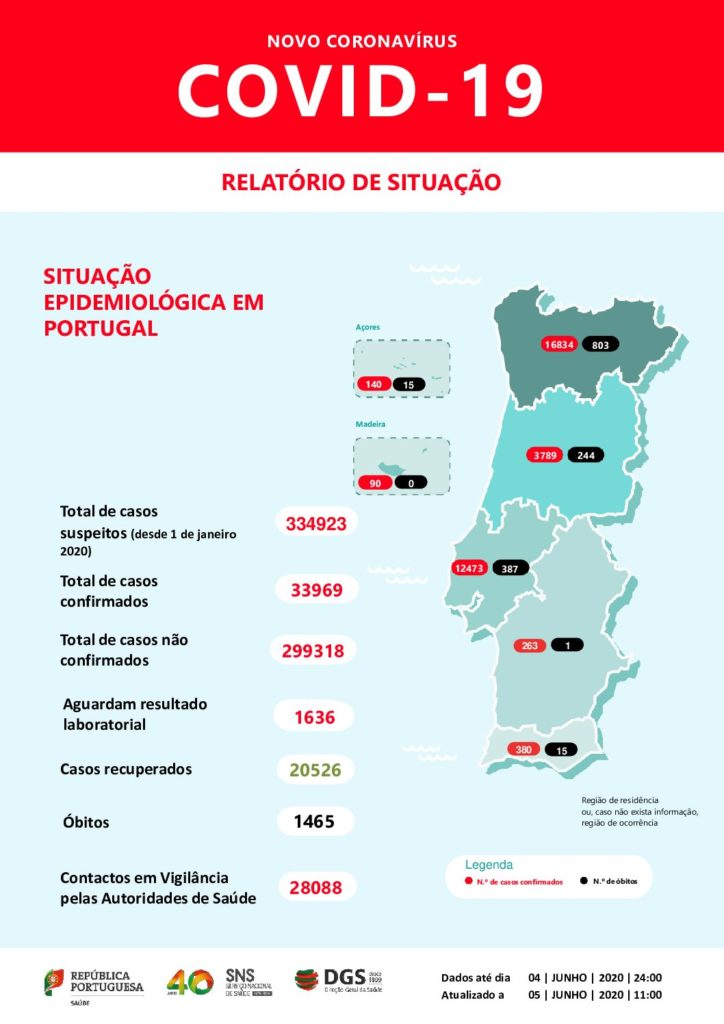 NOVO CORONAVÍRUS
COVID-19
RELATÓRIO DE SITUAÇÃO
SITUAÇÃO
EPIDEMIOLÓGICA EM
PORTUGAL
Açores
140 15
Madeira
90 0
16834 803
3789 244
12473 387
263 1
380 15
Total de casos
suspeitos (desde 1 de janeiro
2020)
334923
Total de casos
confirmados
33969
Total de casos não
confirmados
299318
Aguardam resultado
laboratorial
1636
Casos recuperados
20526
Óbitos
1465
Contactos em Vigilância
pelas Autoridades de Saúde
28088
Região de residência
ou, caso não exista informação,
região de ocorrência
Legenda
N.º de casos confirmados
N.º de óbitos
REPÚBLICA
PORTUGUESA
SAÚDE
40
ANOS
SNS
SERVIÇO NACIONAL
DE SAÚDE
DGS
desde
1899
Direção-Geral da Saúde
Dados até dia 04 | JUNHO | 2020 | 24:00
Atualizado a 05 | JUNHO | 2020 | 11:00